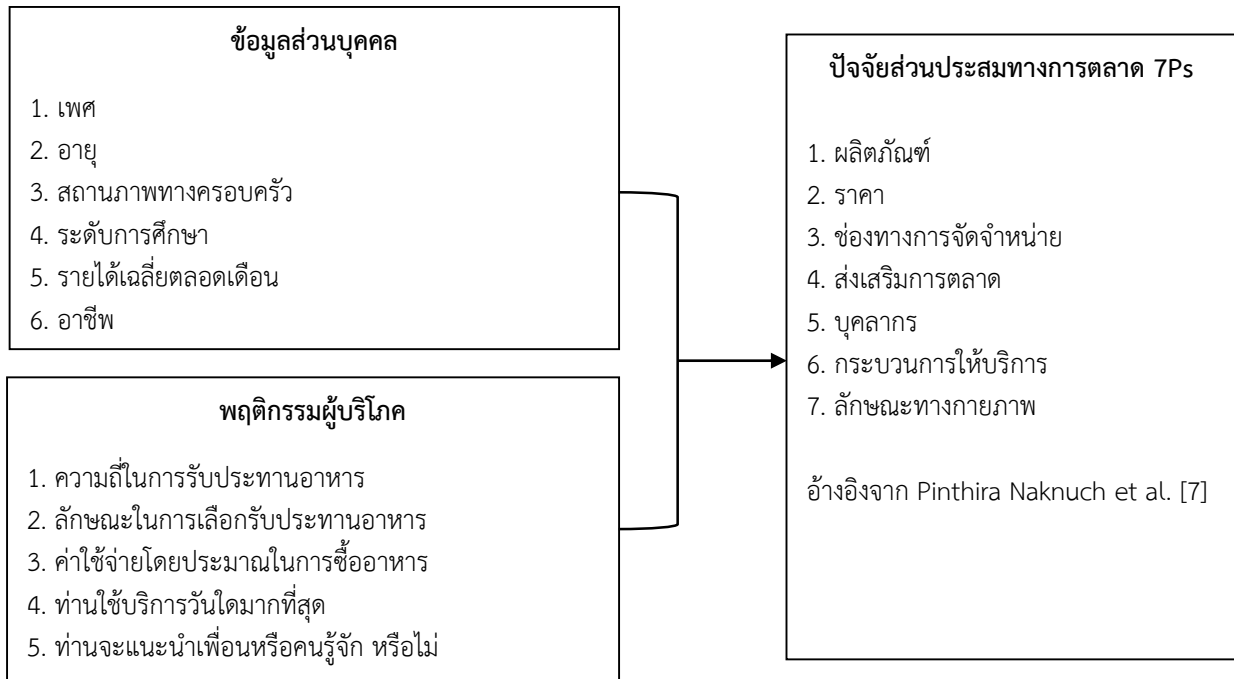 ข้อมูลส่วนบุคคล
1. เพศ
2. อายุ
3. สถานภาพทางครอบครัว
4. ระดับการศึกษา
5. รายได้เฉลี่ยตลอดเดือน
6. อาชีพ
พฤติกรรมผู้บริโภค
1. ความถี่ในการรับประทานอาหาร
2. ลักษณะในการเลือกรับประทานอาหาร
3. ค่าใช้จ่ายโดยประมาณในการซื้ออาหาร
4. ท่านใช้บริการวันใดมากที่สุด
5. ท่านจะแนะนำเพื่อนหรือคนรู้จัก หรือไม่
ปัจจัยส่วนประสมทางการตลาด 7Ps
1. ผลิตภัณฑ์
2. ราคา
3. ช่องทางการจัดจำหน่าย
4. ส่งเสริมการตลาด
5. บุคลากร
6. กระบวนการให้บริการ
7. ลักษณะทางกายภาพ
อ้างอิงจาก Pinthira Naknuch et al. [7]